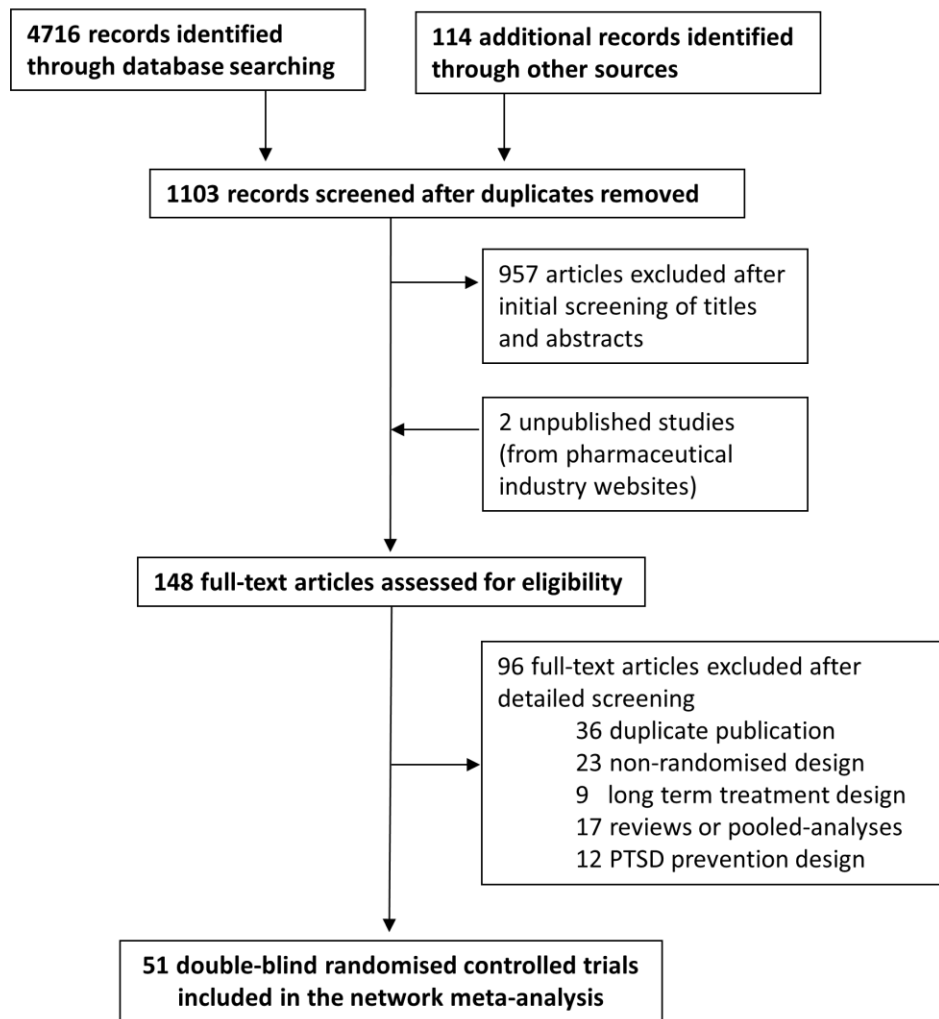 4716 records identified
through database searching
114 additional records identified
through other sources
1103 records screened after duplicates removed
957 articles excluded after
initial screening of titles
and abstracts
2 unpublished studies
(from pharmaceutical
industry websites)
148 full-text articles assessed for eligibility
96 full-text articles excluded after
detailed screening
36 duplicate publication
23 non-randomised design
9 long term treatment design
17 reviews or pooled-analyses
12 PTSD prevention design
51 double-blind randomised controlled trials
included in the network meta-analysis